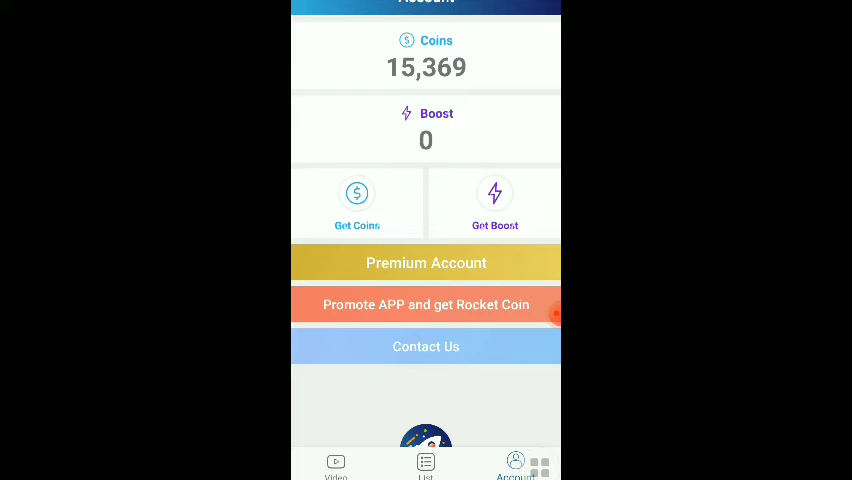 Account
Coins
15,369
Boost
0
Get Coins
Get Boost
Premium Account
Promote APP and get Rocket Coin
Contact Us
Video
List
Account